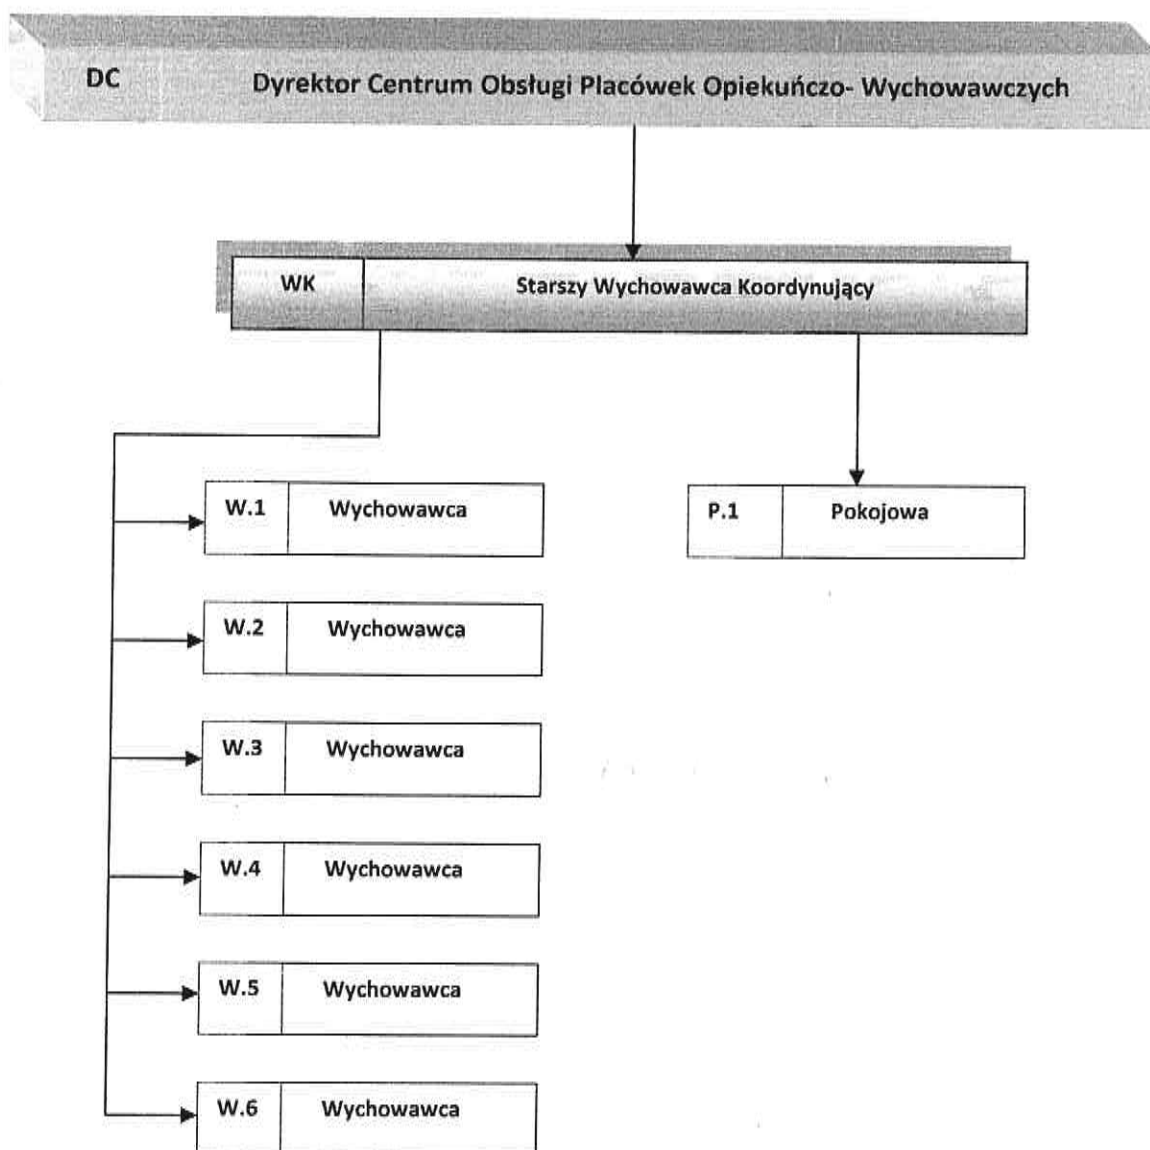 DC Dyrektor Centrum Obsługi Placówek Opiekuńczo- Wychowawczych
WK Starszy Wychowawca Koordynujący
W.1 Wychowawca
P.1 Pokojowa
W.2 Wychowawca
W.3 Wychowawca
W.4 Wychowawca
W.5 Wychowawca
W.6 Wychowawca